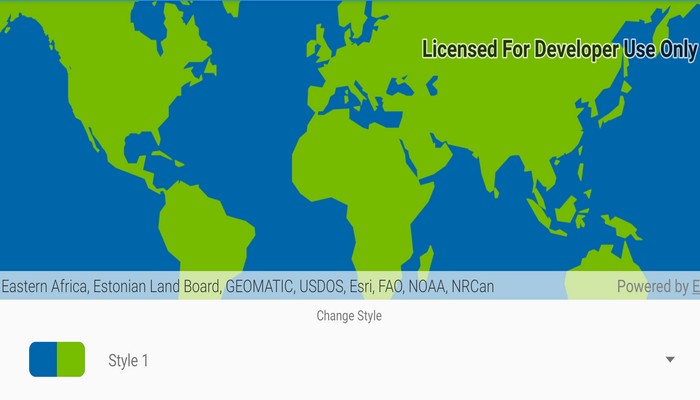 Licensed For Developer Use Only
Eastern Africa, Estonian Land Board, GEOMATIC, USDOS, Esri, FAO, NOAA, NRCan
Powered by E
Change Style
Style 1